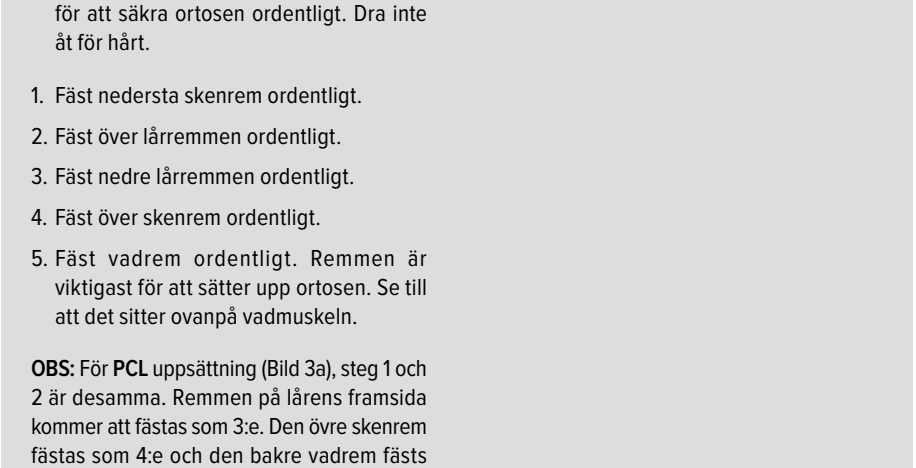 för att säkra ortosen ordentligt. Dra inte
åt för hårt.
1. Fäst nedersta skenrem ordentligt.
2. Fäst över lårremmen ordentligt.
3. Fäst nedre lårremmen ordentligt.
4. Fäst över skenrem ordentligt.
5. Fäst vadrem ordentligt. Remmen är
viktigast för att sätter upp ortosen. Se till
att det sitter ovanpå vadmuskeln.
OBS: För PCL uppsättning (Bild 3a), steg 1 och
2 är desamma. Remmen på lårens framsida
kommer att fästas som 3:e. Den övre skenrem
fästas som 4:e och den bakre vadrem fästs